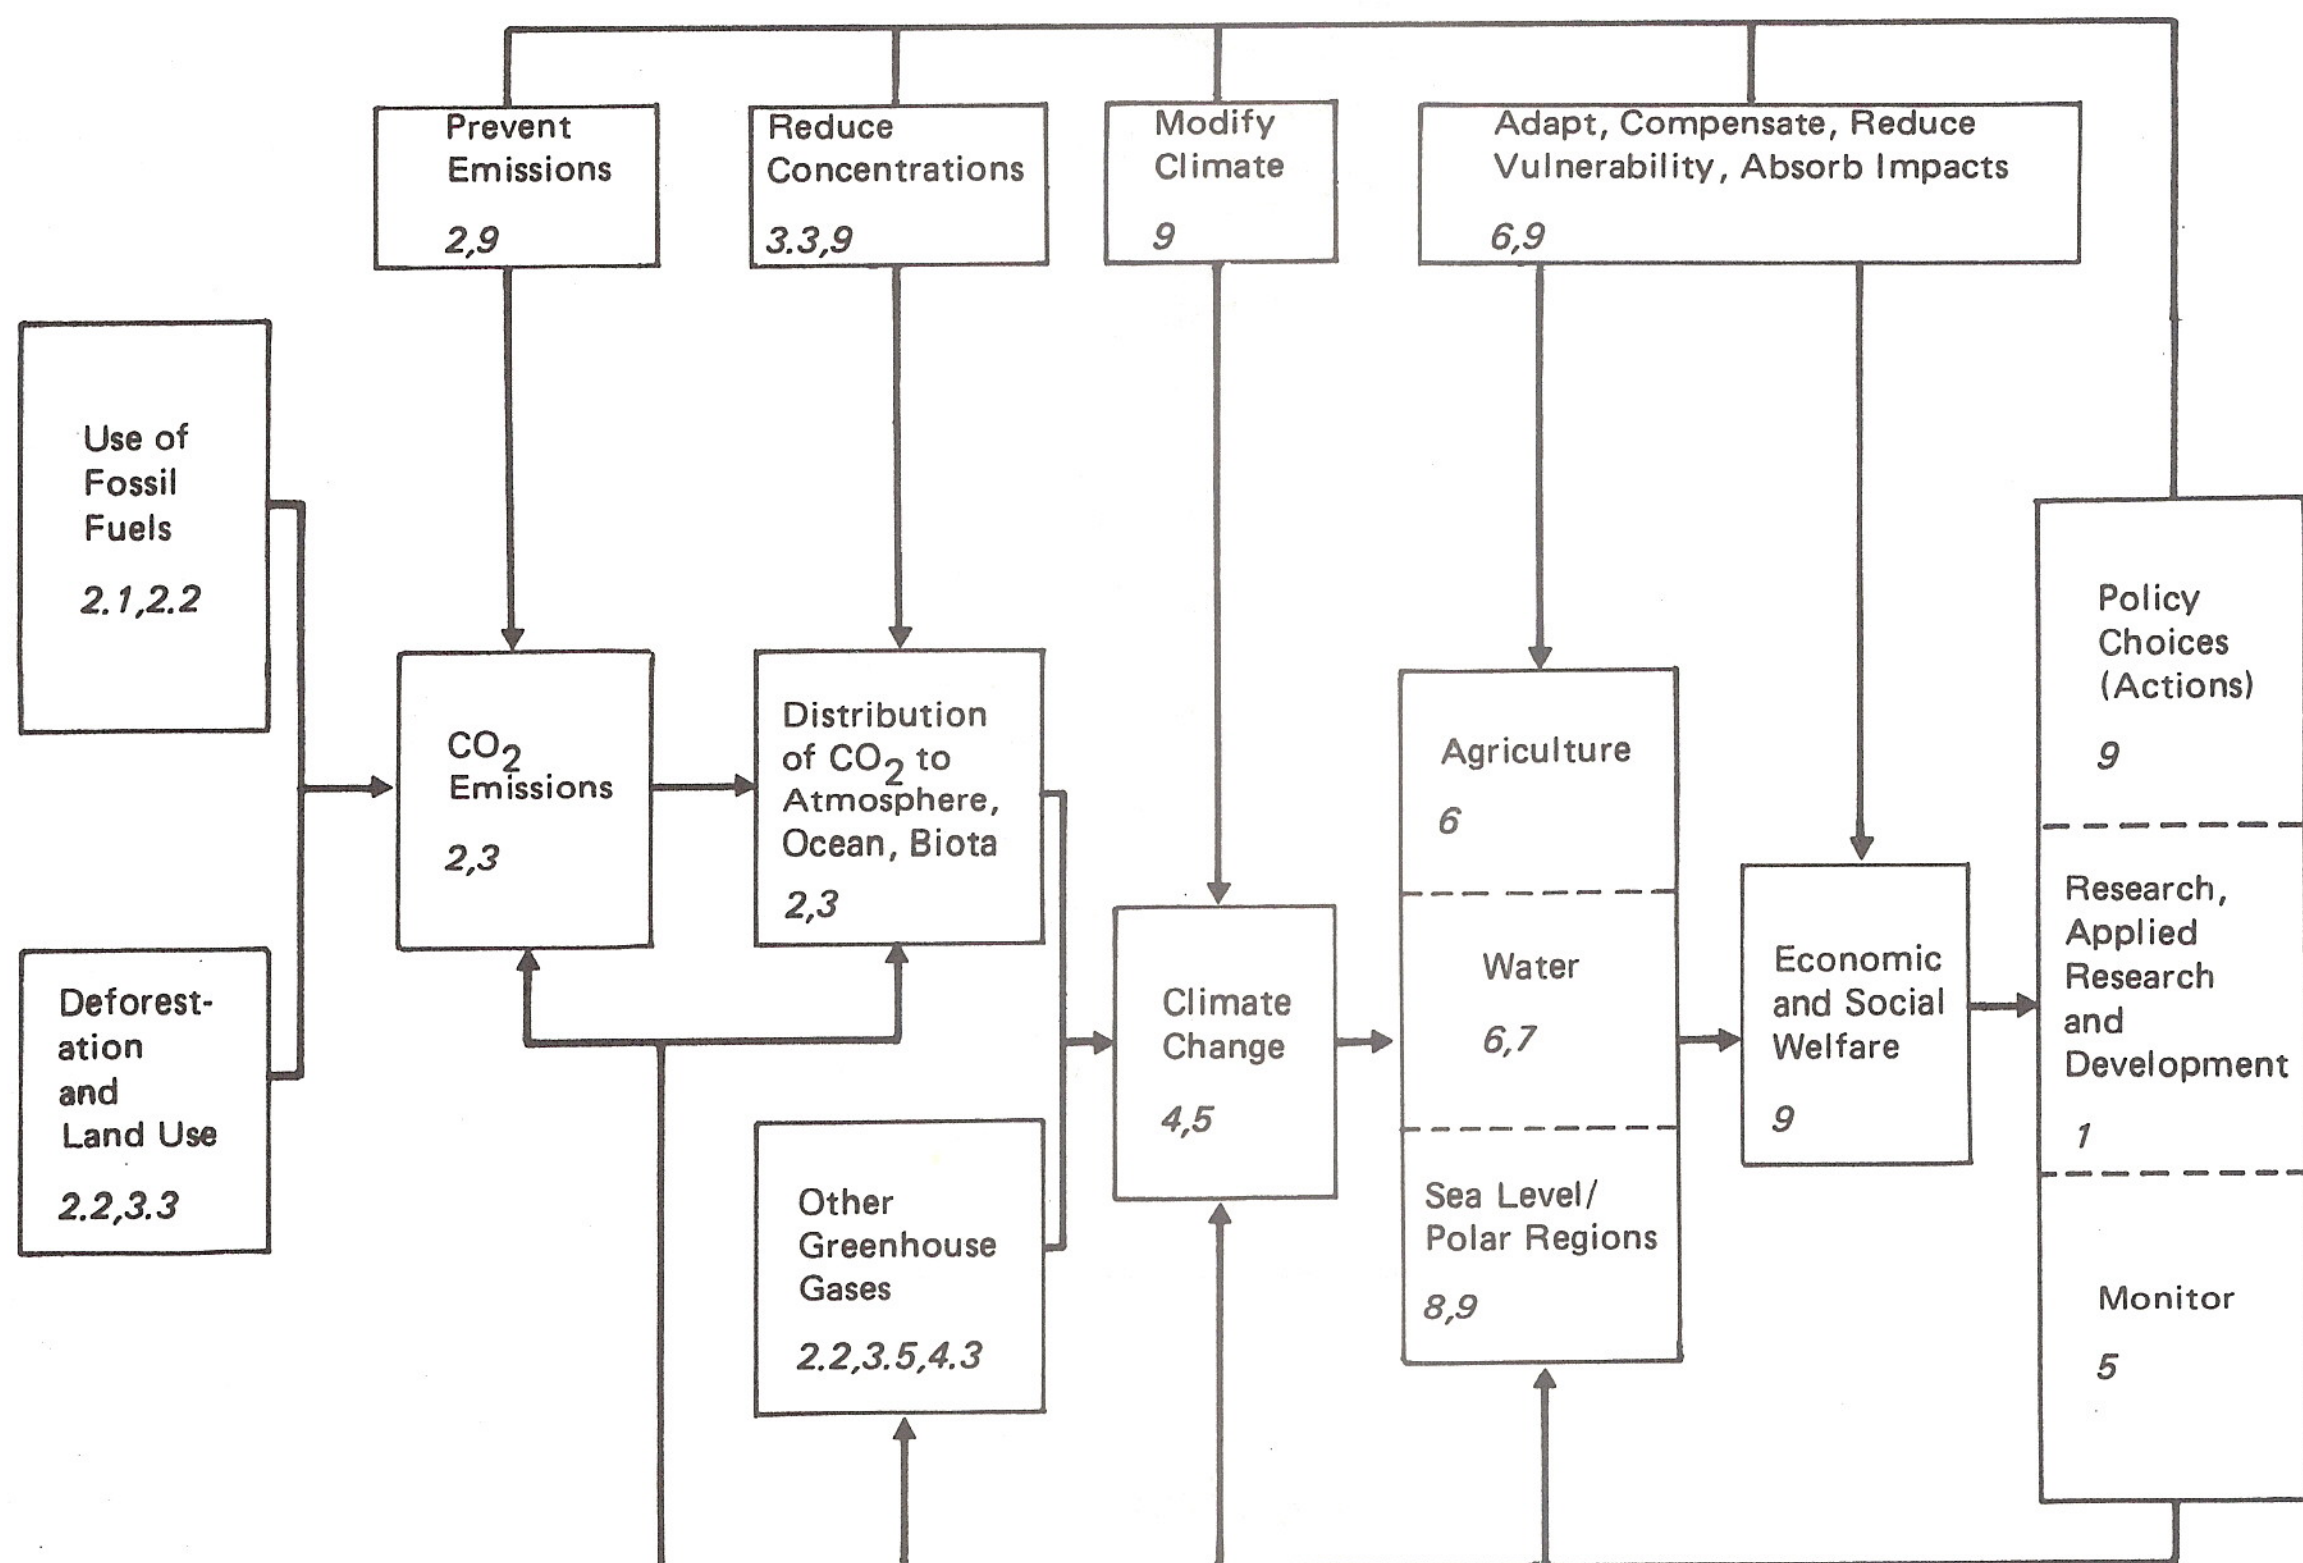 Prevent
Emissions
2,9
Reduce
Concentrations
3.3,9
Modify
Climate
9
Adapt, Compensate, Reduce
Vulnerability, Absorb Impacts
6,9
Use of
Fossil
Fuels
2.1,2.2
Deforest-
ation
and
Land Use
2.2,3.3
CO2
Emissions
2,3
Distribution
of CO2 to
Atmosphere,
Ocean, Biota
2,3
Other
Greenhouse
Gases
2.2,3.5,4.3
Climate
Change
4,5
Agriculture
6
Water
6,7
Sea Level/
Polar Regions
8,9
Economic
and Social
Welfare
9
Policy
Choices
(Actions)
9
Research,
Applied
Research
and
Development
1
Monitor
5